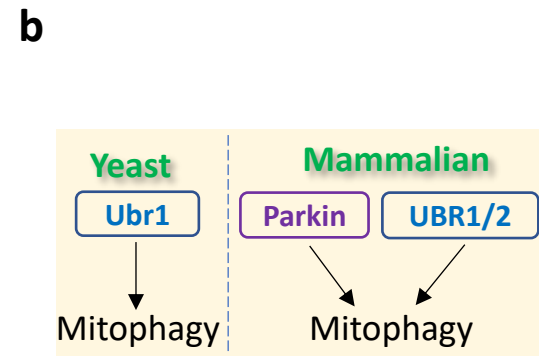 b
Yeast
Mammalian
Ubr1
Parkin
UBR1/2
Mitophagy
Mitophagy